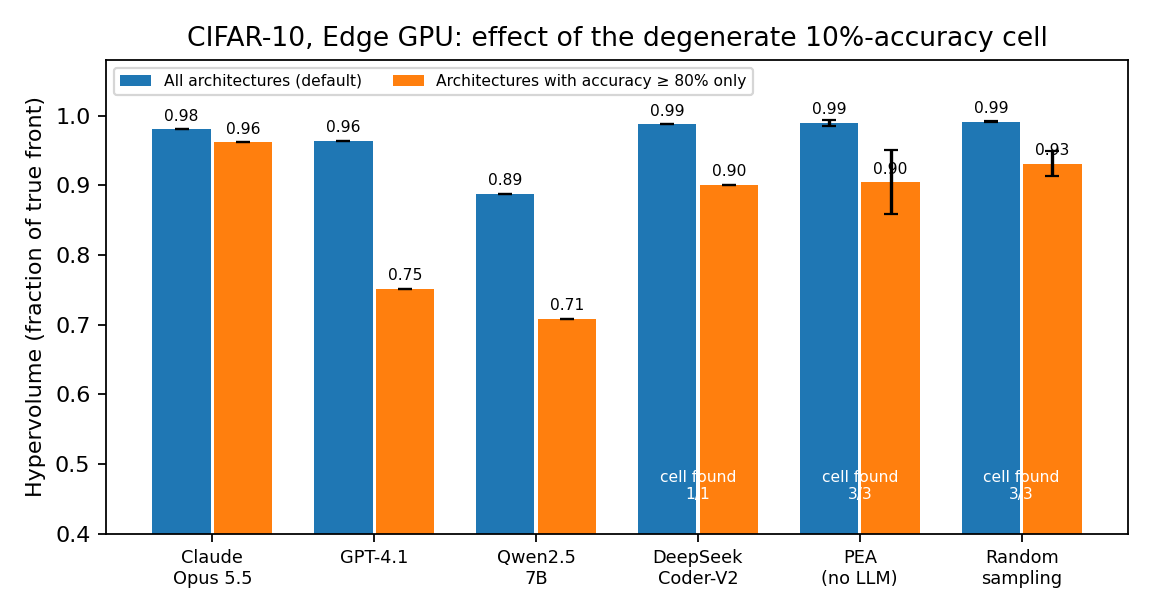 CIFAR-10, Edge GPU: effect of the degenerate 10%-accuracy cell
All architectures (default)
Architectures with accuracy ≥ 80% only
Hypervolume (fraction of true front)
1.0
0.9
0.8
0.7
0.6
0.5
0.4
0.98
0.96
0.96
0.75
0.89
0.71
0.99
0.90
0.99
0.90
0.99
0.93
cell found
1/1
cell found
3/3
cell found
3/3
Claude
Opus 5.5
GPT-4.1
Qwen2.5
7B
DeepSeek
Coder-V2
PEA
(no LLM)
Random
sampling